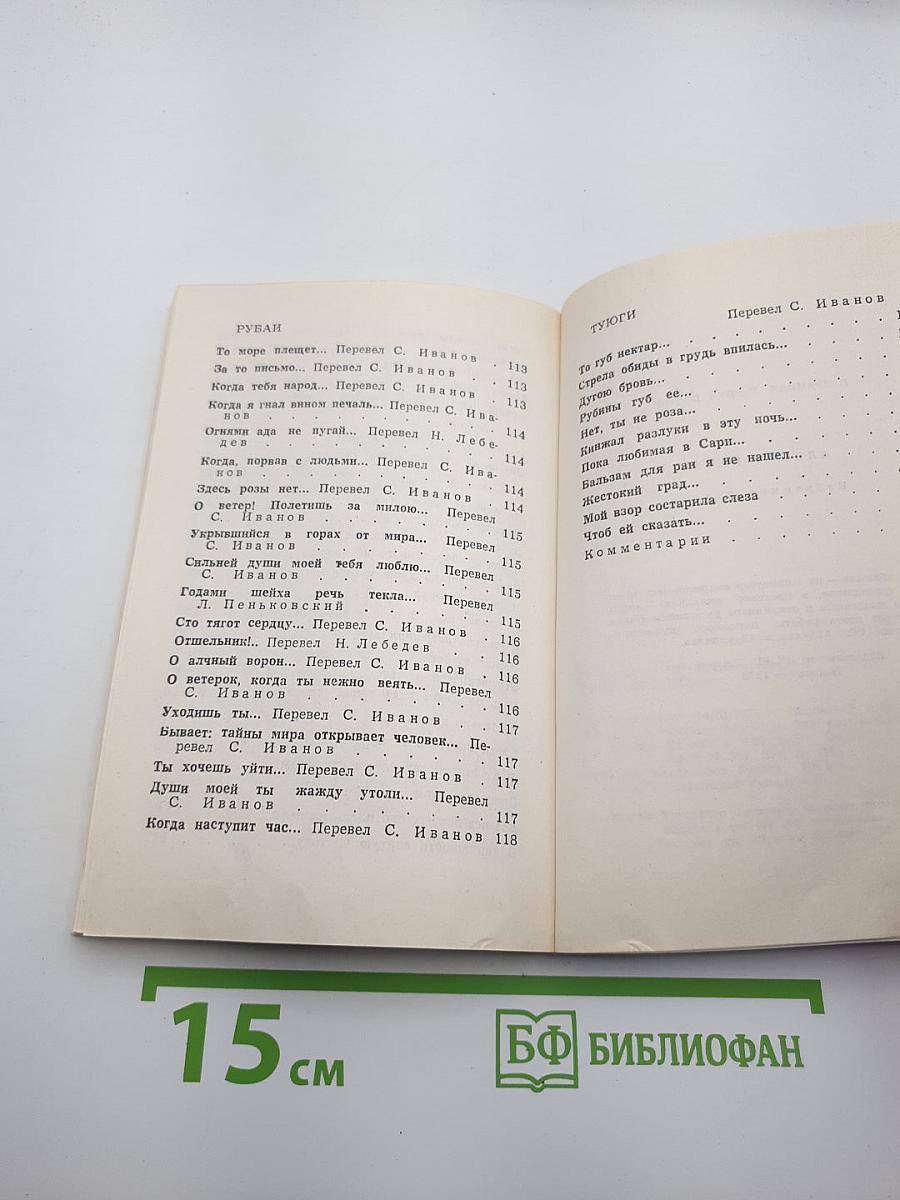 РУБАИ
То море плещет... Перевел С. Иванов . 113
За то письмо... Перевел С. Иванов . . 113
Когда тебя народ... Перевел С. Иванов 113
Когда я гнал вином печаль... Перевел С. Ива-
нов . . . . . . . . . . 114
Огнями ада не пугай... Перевел Н. Лебе-
дев . . . . . . . . . . 114
Когда, порвав с людьми... Перевел С. Ива-
нов . . . . . . . . . . 114
Здесь розы нет... Перевел С. Иванов . 114
О ветер! Полетишь за милою... Перевел
С. Иванов . . . . . . . . 115
Укрывшийся в горах от мира... Перевел
С. Иванов . . . . . . . . 115
Сильней души моей тебя люблю... Перевел
С. Иванов . . . . . . . . 115
Годами шейха речь текла... Перевел
Л. Пеньковский . . . . . . 115
Сто тягот сердцу... Перевел С. Иванов . 116
Отшельник!.. Перевел Н. Лебедев . . 116
О алчный ворон... Перевел С. Иванов . 116
О ветерок, когда ты нежно веять... Перевел
С. Иванов . . . . . . . . 116
Уходишь ты... Перевел С. Иванов . . 117
Бывает: тайны мира открывает человек... Пе-
ревел С. Иванов . . . . . . 117
Ты хочешь уйти... Перевел С. Иванов . 117
Души моей ты жажду утоли... Перевел
С. Иванов . . . . . . . . 117
Когда наступит час... Перевел С. Иванов 118
ТУЮГИ
Перевел С. Иванов
То губ нектар... . . . . . . .
Стрела обиды в грудь впилась... . . .
Дугою бровь... . . . . . . .
Рубины губ ее... . . . . . .
Нет, ты не роза... . . . . . .
Кинжал разлуки в эту ночь... . . .
Пока любимая в Сари... . . . .
Бальзам для ран я не нашел... . . .
Жестокий град... . . . . . .
Мой взор состарила слеза . . . .
Чтоб ей сказать... . . . . . .
Комментарии . . . . . . .
15 см
БФ БИБЛИОФАН